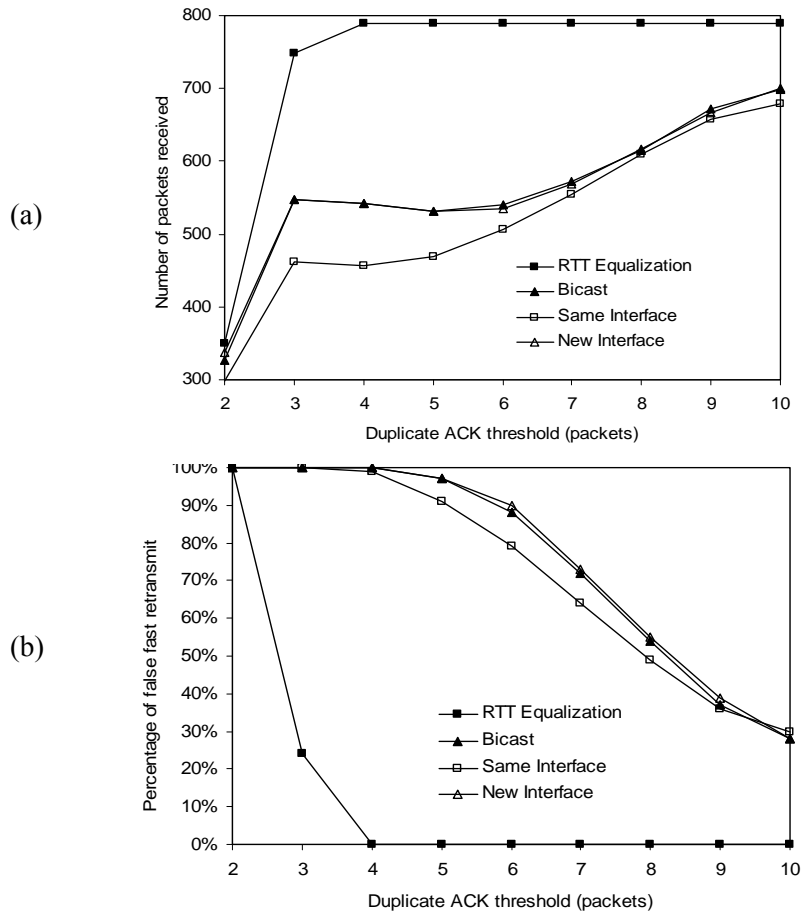 (a)
Number of packets received
800
700
600
500
400
300
2 3 4 5 6 7 8 9 10
Duplicate ACK threshold (packets)
RTT Equalization
Bicast
Same Interface
New Interface
(b)
Percentage of false fast retransmit
100%
90%
80%
70%
60%
50%
40%
30%
20%
10%
0%
2 3 4 5 6 7 8 9 10
Duplicate ACK threshold (packets)
RTT Equalization
Bicast
Same Interface
New Interface